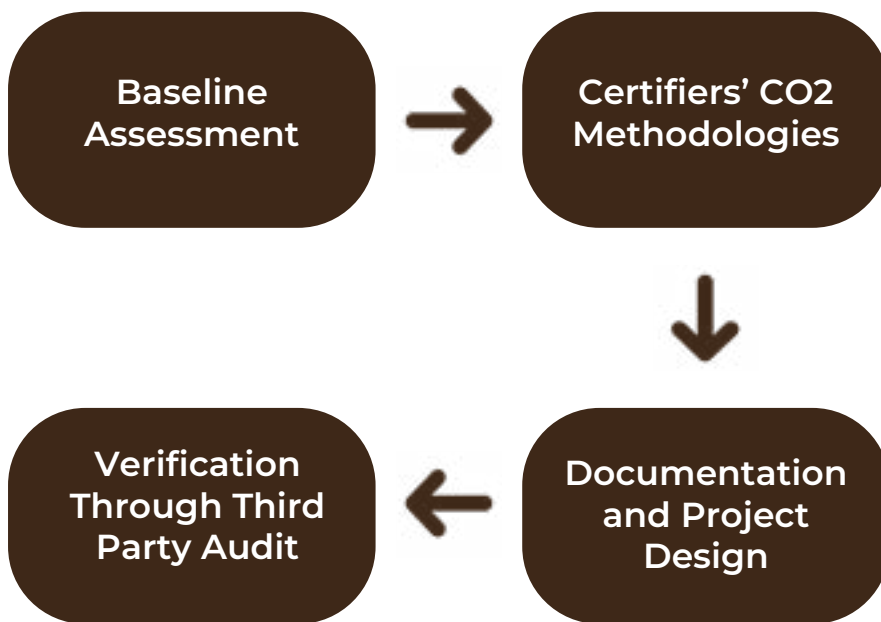 Baseline
Assessment
Certifiers’ CO2
Methodologies
Documentation
and Project
Design
Verification
Through Third
Party Audit